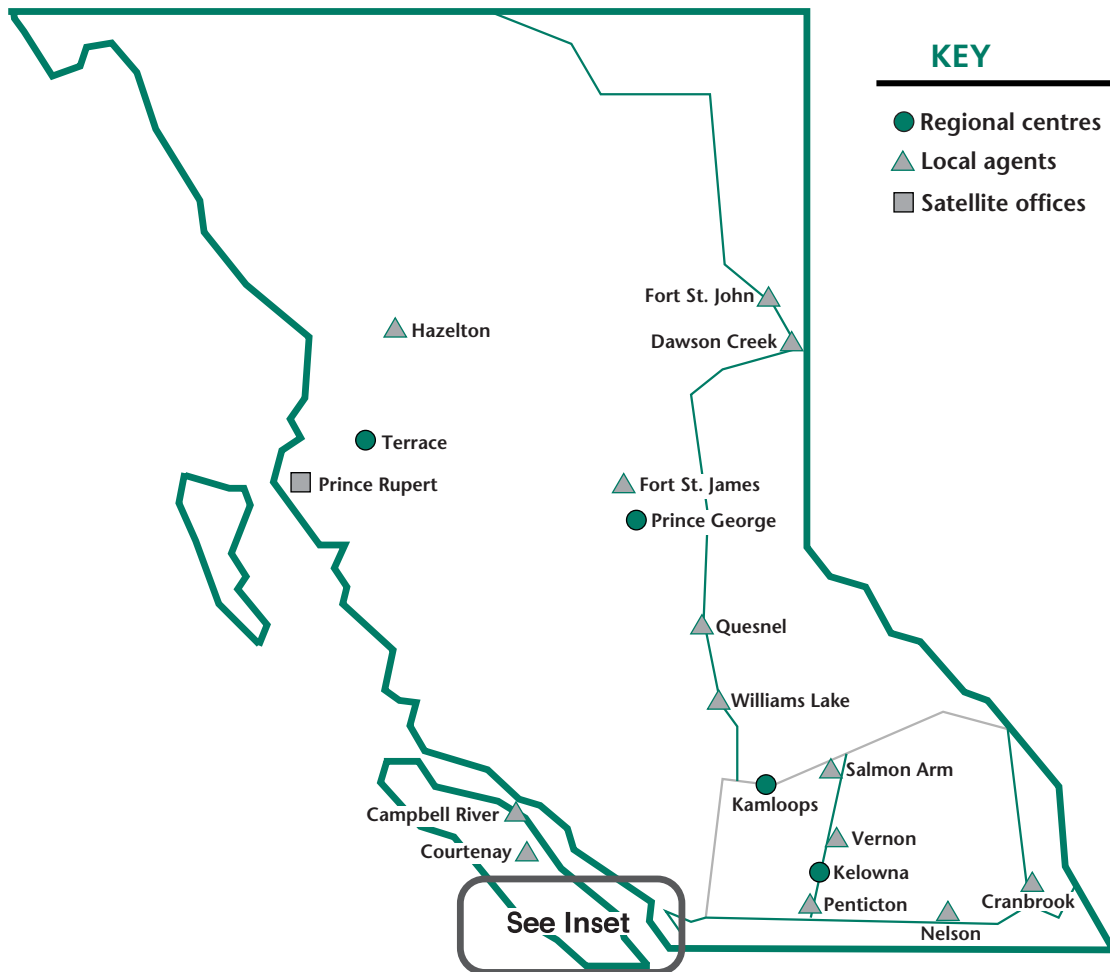 KEY
Regional centres
Local agents
Satellite offices
Fort St. John
Hazelton
Dawson Creek
Terrace
Prince Rupert
Fort St. James
Prince George
Quesnel
Williams Lake
Salmon Arm
Kamloops
Campbell River
Vernon
Courtenay
Kelowna
Cranbrook
Penticton
See Inset
Nelson